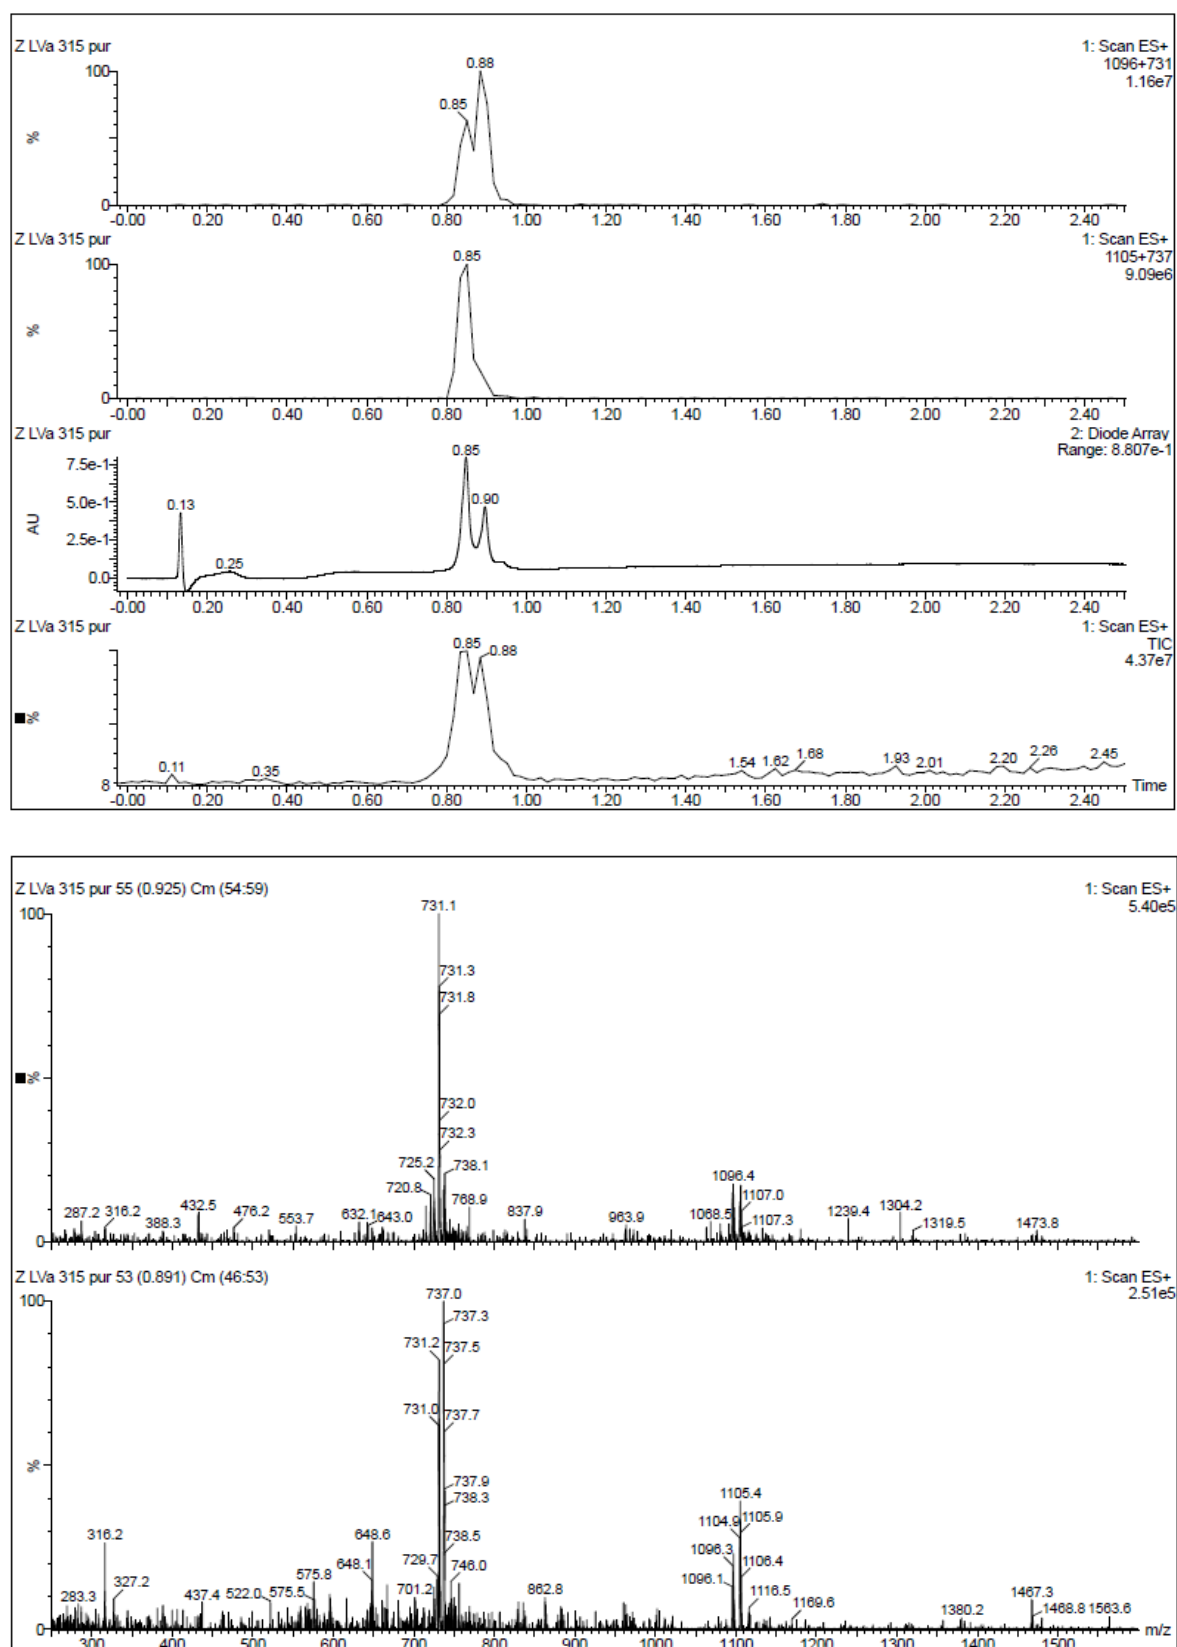 Z LVa 315 pur 1: Scan ES+
1096+731
1.16e7
100
0.88
0.85
%
0
-0.00 0.20 0.40 0.60 0.80 1.00 1.20 1.40 1.60 1.80 2.00 2.20 2.40
Z LVa 315 pur 1: Scan ES+
1105+737
9.09e6
100
0.85
%
0
-0.00 0.20 0.40 0.60 0.80 1.00 1.20 1.40 1.60 1.80 2.00 2.20 2.40
Z LVa 315 pur 2: Diode Array
Range: 8.807e-1
7.5e-1
0.85
5.0e-1
0.13 0.90
AU
2.5e-1
0.25
0.0
-0.00 0.20 0.40 0.60 0.80 1.00 1.20 1.40 1.60 1.80 2.00 2.20 2.40
Z LVa 315 pur 1: Scan ES+
TIC
4.37e7
0.85 0.88
%
0.11 0.35 1.54 1.62 1.68 1.93 2.01 2.20 2.26 2.45
8
-0.00 0.20 0.40 0.60 0.80 1.00 1.20 1.40 1.60 1.80 2.00 2.20 2.40 Time
Z LVa 315 pur 55 (0.925) Cm (54:59) 1: Scan ES+
5.40e5
100
731.1
731.3
731.8
%
732.0
732.3
725.2 738.1
720.8 768.9 1096.4
287.2 316.2 388.3 432.5 476.2 553.7 632.1 643.0 837.9 963.9 1068.5 1107.0 1107.3 1239.4 1304.2 1319.5 1473.8
0
Z LVa 315 pur 53 (0.891) Cm (46:53) 1: Scan ES+
2.51e5
100
737.0
737.3
731.2 737.5
731.0 737.7
%
737.9
738.3
1105.4
1104.9 1105.9
316.2 648.6 738.5
648.1 729.7 746.0 1096.3 1106.4
283.3 327.2 437.4 522.0 575.5 575.8 701.2 862.8 1096.1 1116.5 1169.6 1380.2 1467.3 1468.8 1563.6
0
300 400 500 600 700 800 900 1000 1100 1200 1300 1400 1500 m/z